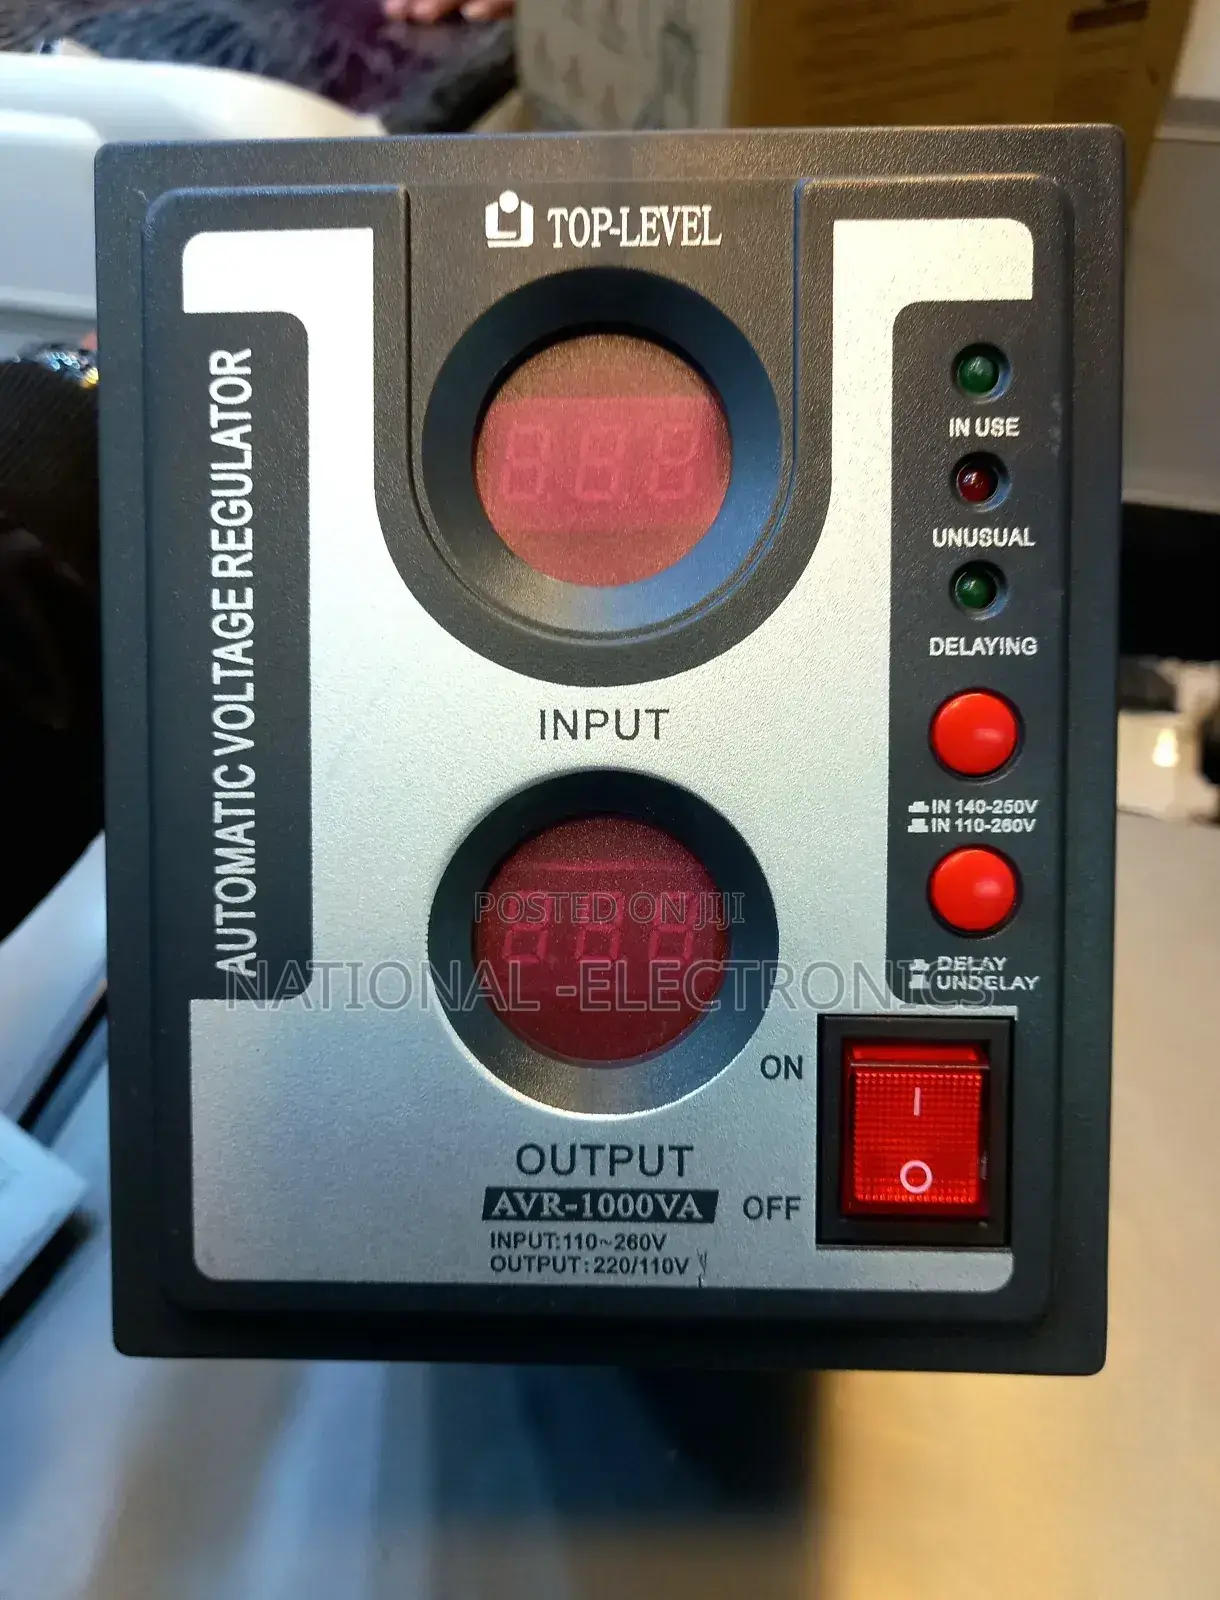 TOP-LEVEL
AUTOMATIC VOLTAGE REGULATOR
IN USE
UNUSUAL
DELAYING
INPUT
IN 140-250V
IN 110-260V
POSTED ON JIJI
NATIONAL -ELECTRONICS
DELAY
UNDELAY
ON
I
O
OFF
OUTPUT
AVR-1000VA
INPUT:110~260V
OUTPUT:220/110V